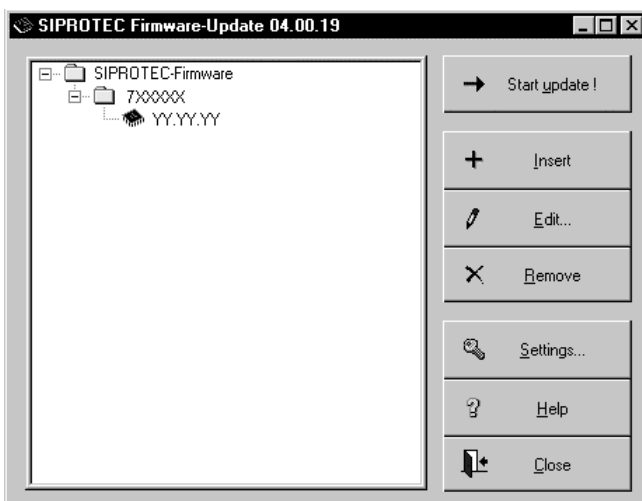 SIPROTEC Firmware-Update 04.00.19
SIPROTEC-Firmware
7XXXXX
YY.YY.YY
Start update !
Insert
Edit...
Remove
Settings...
Help
Close